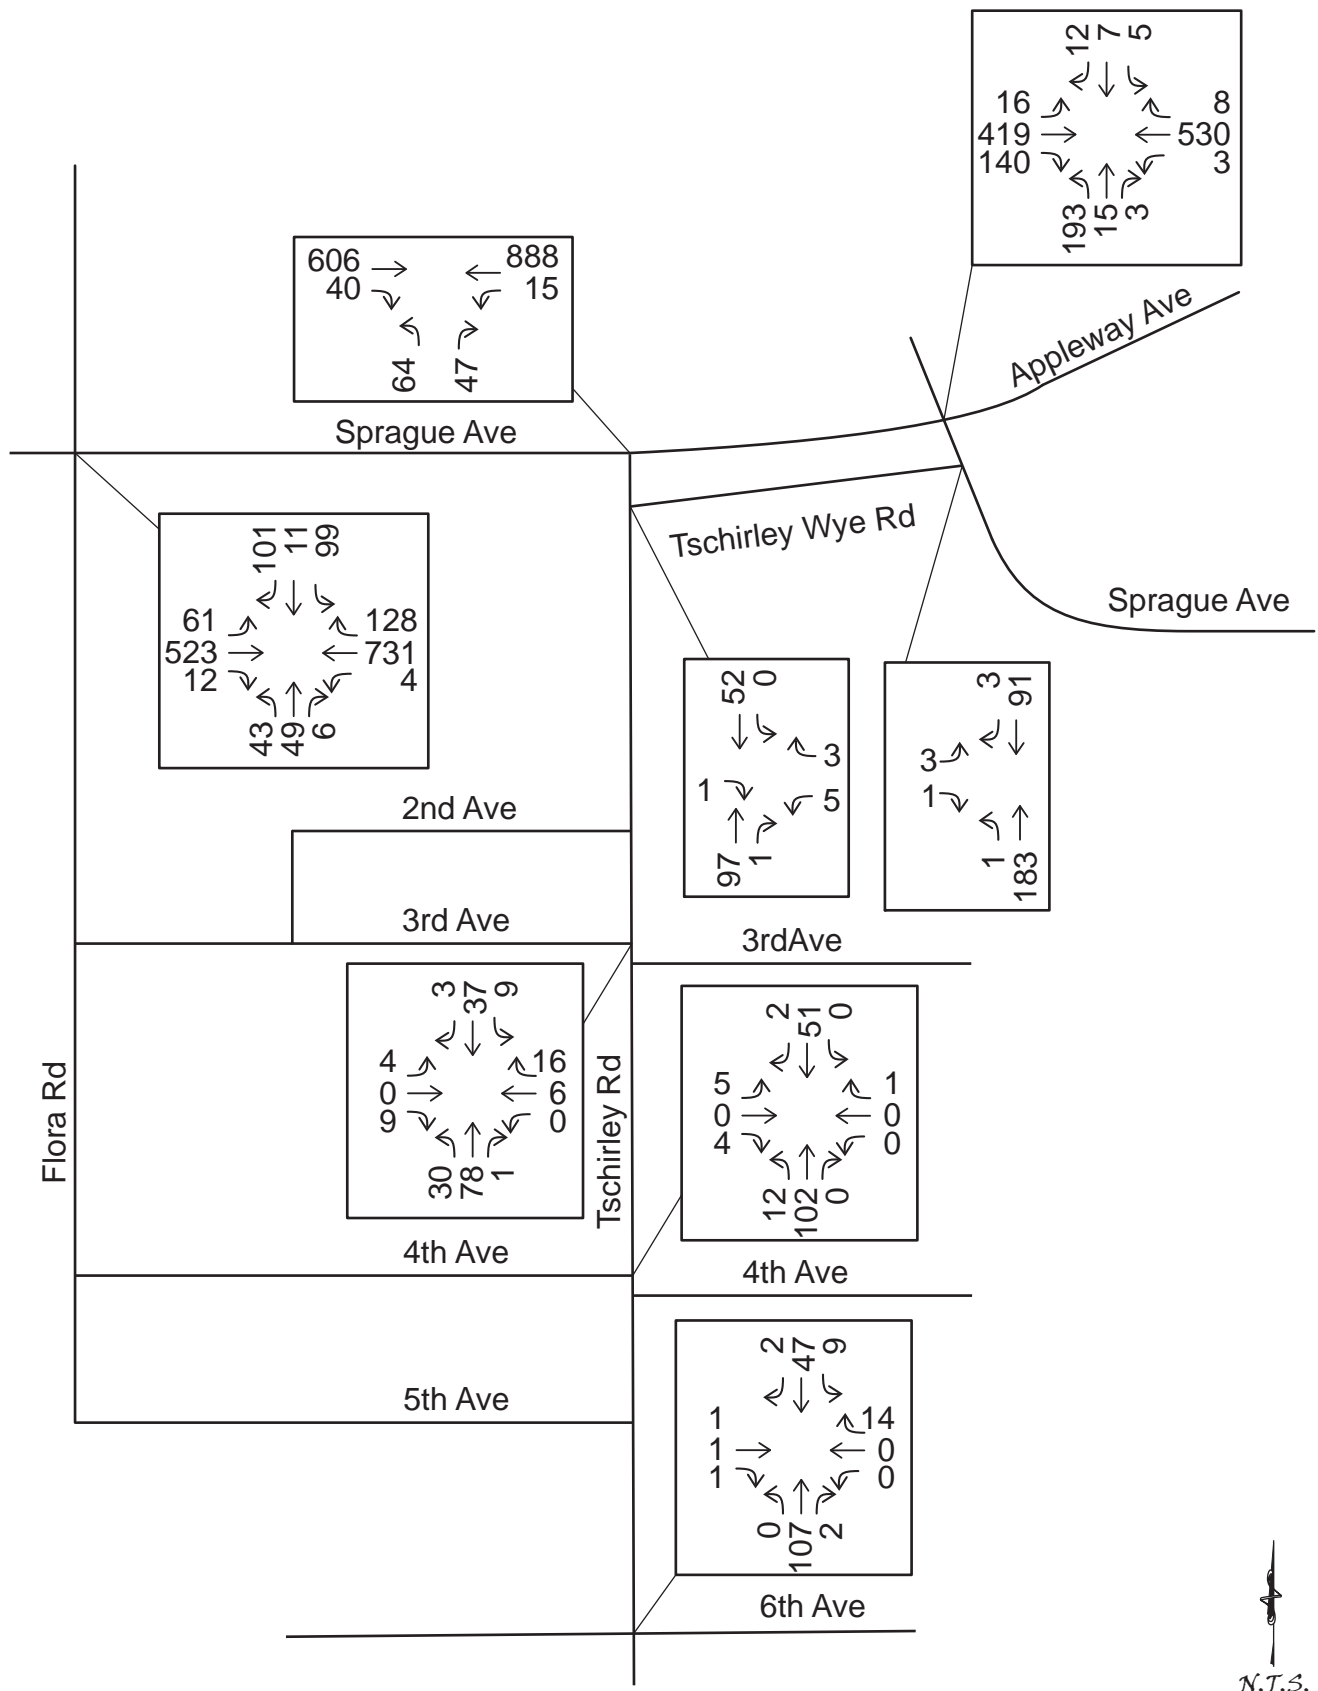 12 7 5
16 8
419 530
140 3
193 15 3
606 888
40 15
64 47
Appleway Ave
Sprague Ave
Tschirley Wye Rd
Sprague Ave
101 11 99
61 128
523 731
12 4
43 49 6
52 0
3
1 5
97 1
3 91
3
1
1 183
2nd Ave
3rd Ave
3rdAve
3 37 9
4 16
0 6
9 0
30 78 1
Flora Rd
Tschirley Rd
2 51 0
5 1
0 0
4 0
12 102 0
4th Ave
4th Ave
2 47 9
1 14
1 0
1 0
0 107 2
5th Ave
6th Ave
N.T.S.